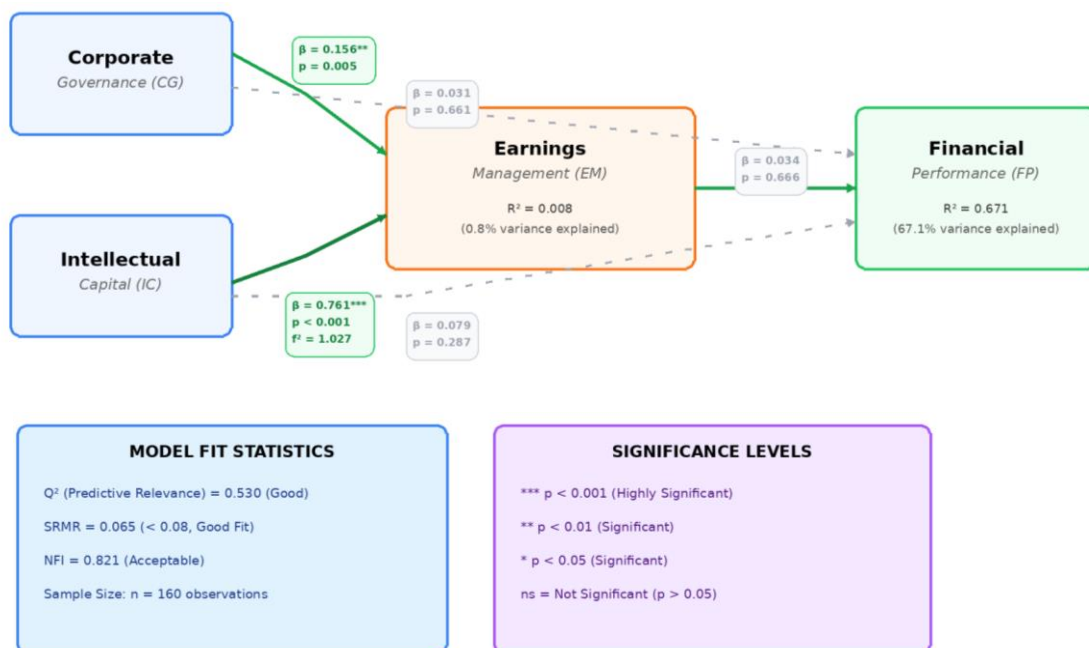 Corporate
Governance (CG)
β = 0.156**
p = 0.005
β = 0.031
p = 0.661
Earnings
Management (EM)
R² = 0.008
(0.8% variance explained)
β = 0.034
p = 0.666
Financial
Performance (FP)
R² = 0.671
(67.1% variance explained)
Intellectual
Capital (IC)
β = 0.761***
p < 0.001
f² = 1.027
β = 0.079
p = 0.287
MODEL FIT STATISTICS
Q² (Predictive Relevance) = 0.530 (Good)
SRMR = 0.065 (< 0.08, Good Fit)
NFI = 0.821 (Acceptable)
Sample Size: n = 160 observations
SIGNIFICANCE LEVELS
*** p < 0.001 (Highly Significant)
** p < 0.01 (Significant)
* p < 0.05 (Significant)
ns = Not Significant (p > 0.05)